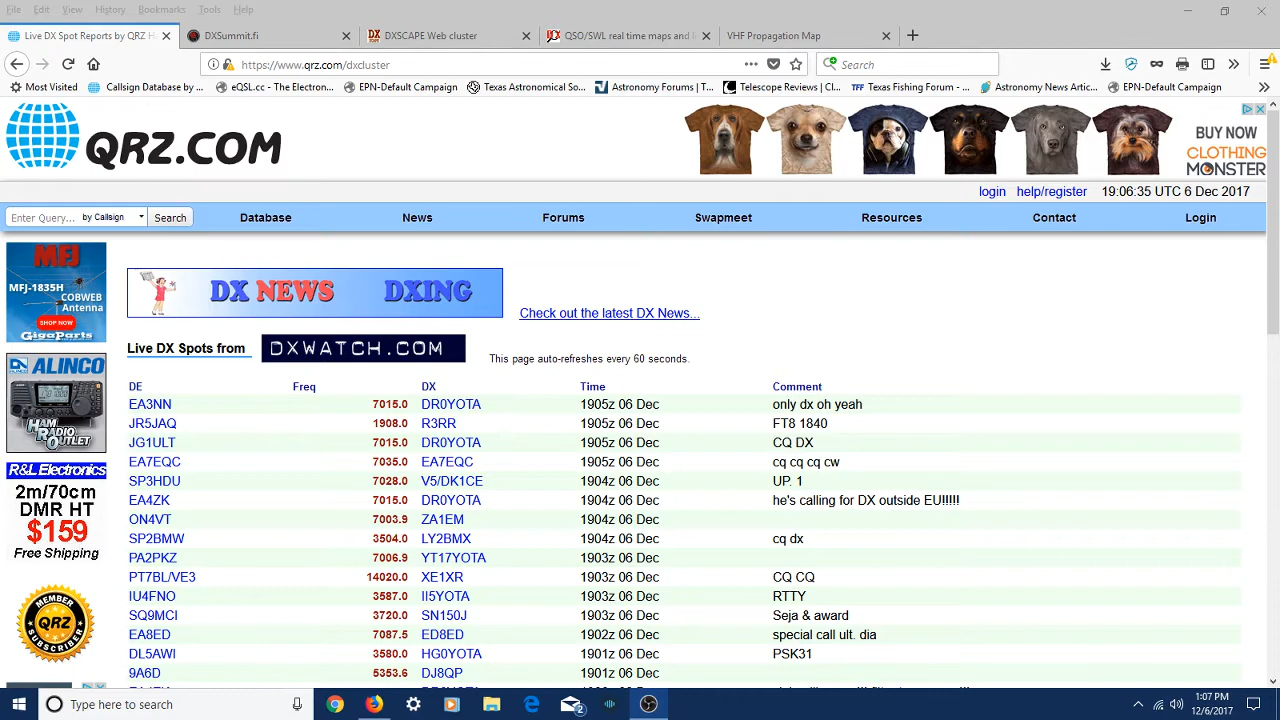 File Edit View History Bookmarks Tools Help
Live DX Spot Reports by QRZ H
DXSummit.fi
DXSCAPE Web cluster
QSO/SWL real time maps and l
VHF Propagation Map
https://www.qrz.com/dxcluster
Search
Most Visited
Callsign Database by ...
eQSL.cc - The Electron...
EPN-Default Campaign
Texas Astronomical So...
Astronomy Forums | T...
Telescope Reviews | Cl...
Texas Fishing Forum - ...
Astronomy News Artic...
EPN-Default Campaign
QRZ.COM
BUY NOW
CLOTHING
MONSTER
login help/register 19:06:35 UTC 6 Dec 2017
Enter Query... by Callsign Search Database News Forums Swapmeet Resources Contact Login
MFJ
MFJ-1835H
COBWEB
Antenna
SHOP NOW
GigaParts
ALINCO
HAM
RADIO
OUTLET
R&L Electronics
2m/70cm
DMR HT
$159
Free Shipping
MEMBER
QRZ
SUBSCRIBER
DX NEWS DXING
Check out the latest DX News...
Live DX Spots from DXWATCH.COM This page auto-refreshes every 60 seconds.
DE Freq DX Time Comment
EA3NN 7015.0 DR0YOTA 1905z 06 Dec only dx oh yeah
JR5JAQ 1908.0 R3RR 1905z 06 Dec FT8 1840
JG1ULT 7015.0 DR0YOTA 1905z 06 Dec CQ DX
EA7EQC 7035.0 EA7EQC 1905z 06 Dec cq cq cq cw
SP3HDU 7028.0 V5/DK1CE 1904z 06 Dec UP. 1
EA4ZK 7015.0 DR0YOTA 1904z 06 Dec he's calling for DX outside EU!!!!!
ON4VT 7003.9 ZA1EM 1904z 06 Dec
SP2BMW 3504.0 LY2BMX 1904z 06 Dec cq dx
PA2PKZ 7006.9 YT17YOTA 1903z 06 Dec
PT7BL/VE3 14020.0 XE1XR 1903z 06 Dec CQ CQ
IU4FNO 3587.0 II5YOTA 1903z 06 Dec RTTY
SQ9MCI 3720.0 SN150J 1903z 06 Dec Seja & award
EA8ED 7087.5 ED8ED 1902z 06 Dec special call ult. dia
DL5AWI 3580.0 HG0YOTA 1901z 06 Dec PSK31
9A6D 5353.6 DJ8QP 1901z 06 Dec
Type here to search
2
1:07 PM
12/6/2017